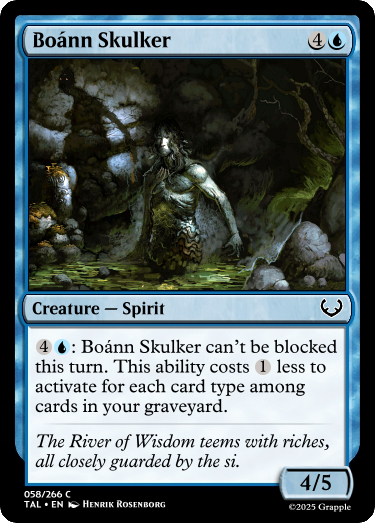 Boánn Skulker 4
Creature — Spirit
4 : Boánn Skulker can't be blocked
this turn. This ability costs 1 less to
activate for each card type among
cards in your graveyard.
The River of Wisdom teems with riches,
all closely guarded by the si.
4/5
058/266 C
TAL • EN Henrik Rosenborg
©2025 Grapple